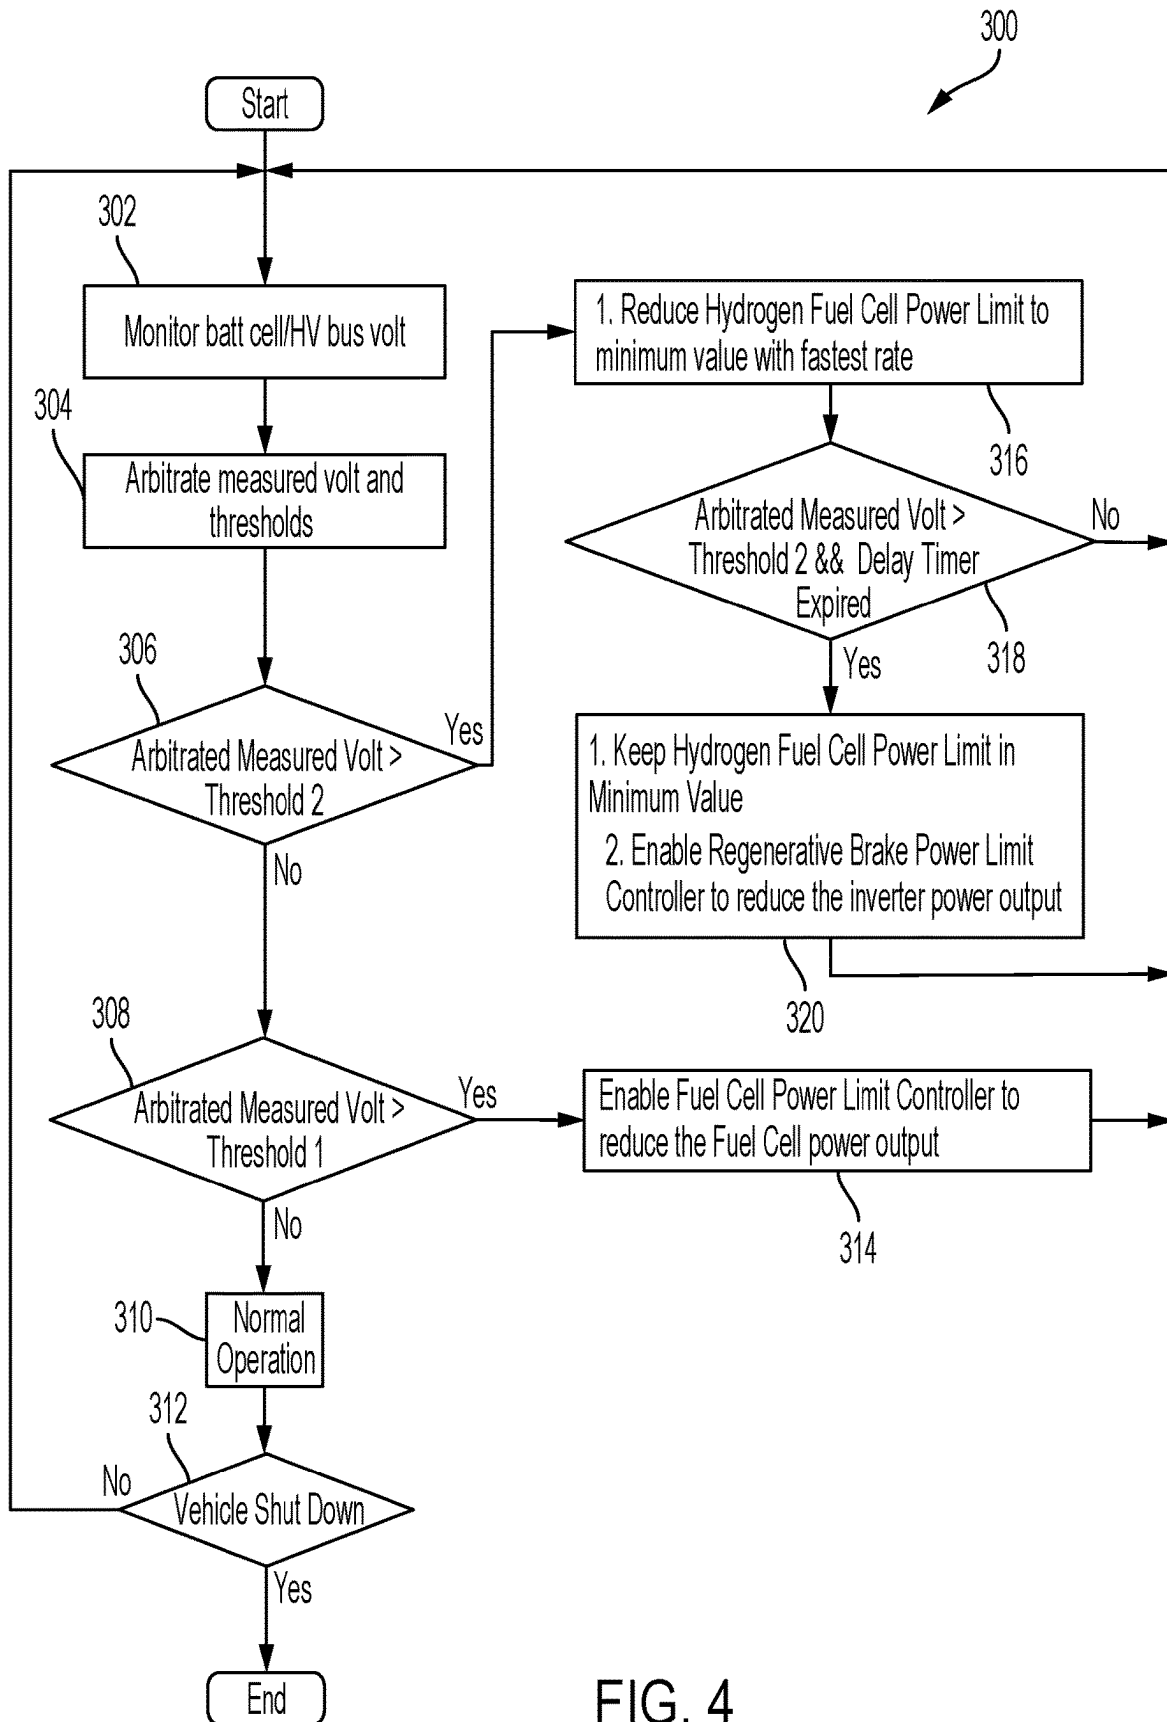 300
Start
302
Monitor batt cell/HV bus volt
304
Arbitrate measured volt and
thresholds
306
Arbitrated Measured Volt >
Threshold 2
Yes
No
1. Reduce Hydrogen Fuel Cell Power Limit to
minimum value with fastest rate
316
Arbitrated Measured Volt >
Threshold 2 && Delay Timer
Expired
No
318
Yes
1. Keep Hydrogen Fuel Cell Power Limit in
Minimum Value
2. Enable Regenerative Brake Power Limit
Controller to reduce the inverter power output
320
308
Arbitrated Measured Volt >
Threshold 1
Yes
No
Enable Fuel Cell Power Limit Controller to
reduce the Fuel Cell power output
314
310
Normal
Operation
312
No
Vehicle Shut Down
Yes
End
FIG. 4